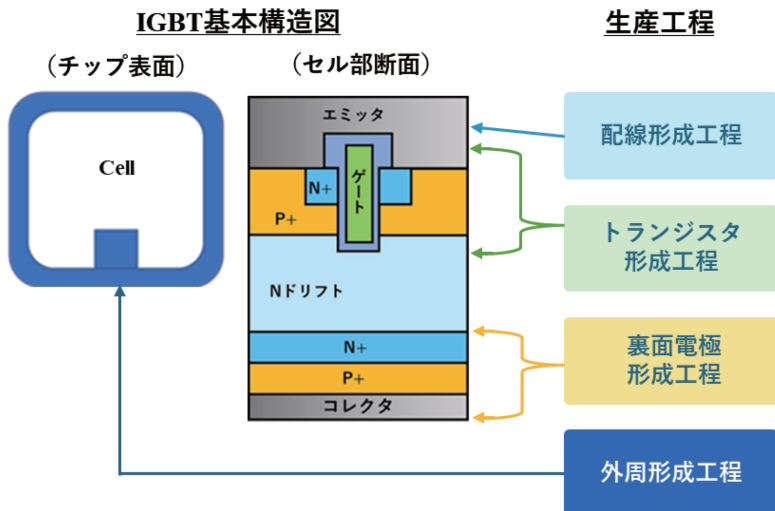 IGBT基本構造図
生産工程
（チップ表面）
（セル部断面）
Cell
エミッタ
ゲート
N+
P+
Nドリフト
N+
P+
コレクタ
配線形成工程
トランジスタ
形成工程
裏面電極
形成工程
外周形成工程